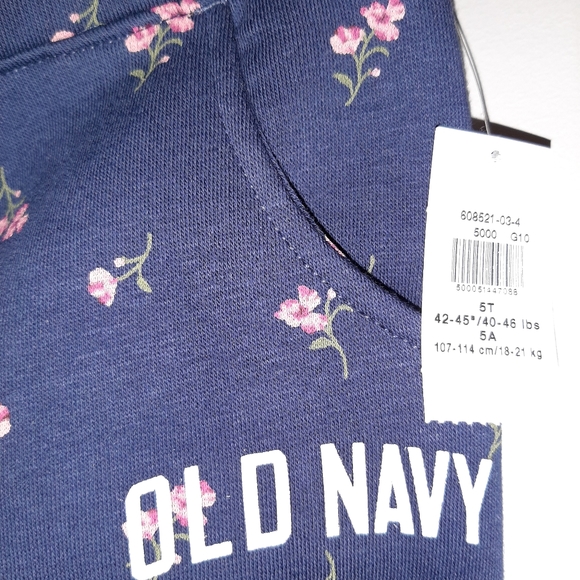 608521-03-4
5000 G10
500051447088
5T
42-45"/40-46 lbs
5A
107-114 cm/18-21 kg
OLD NAVY